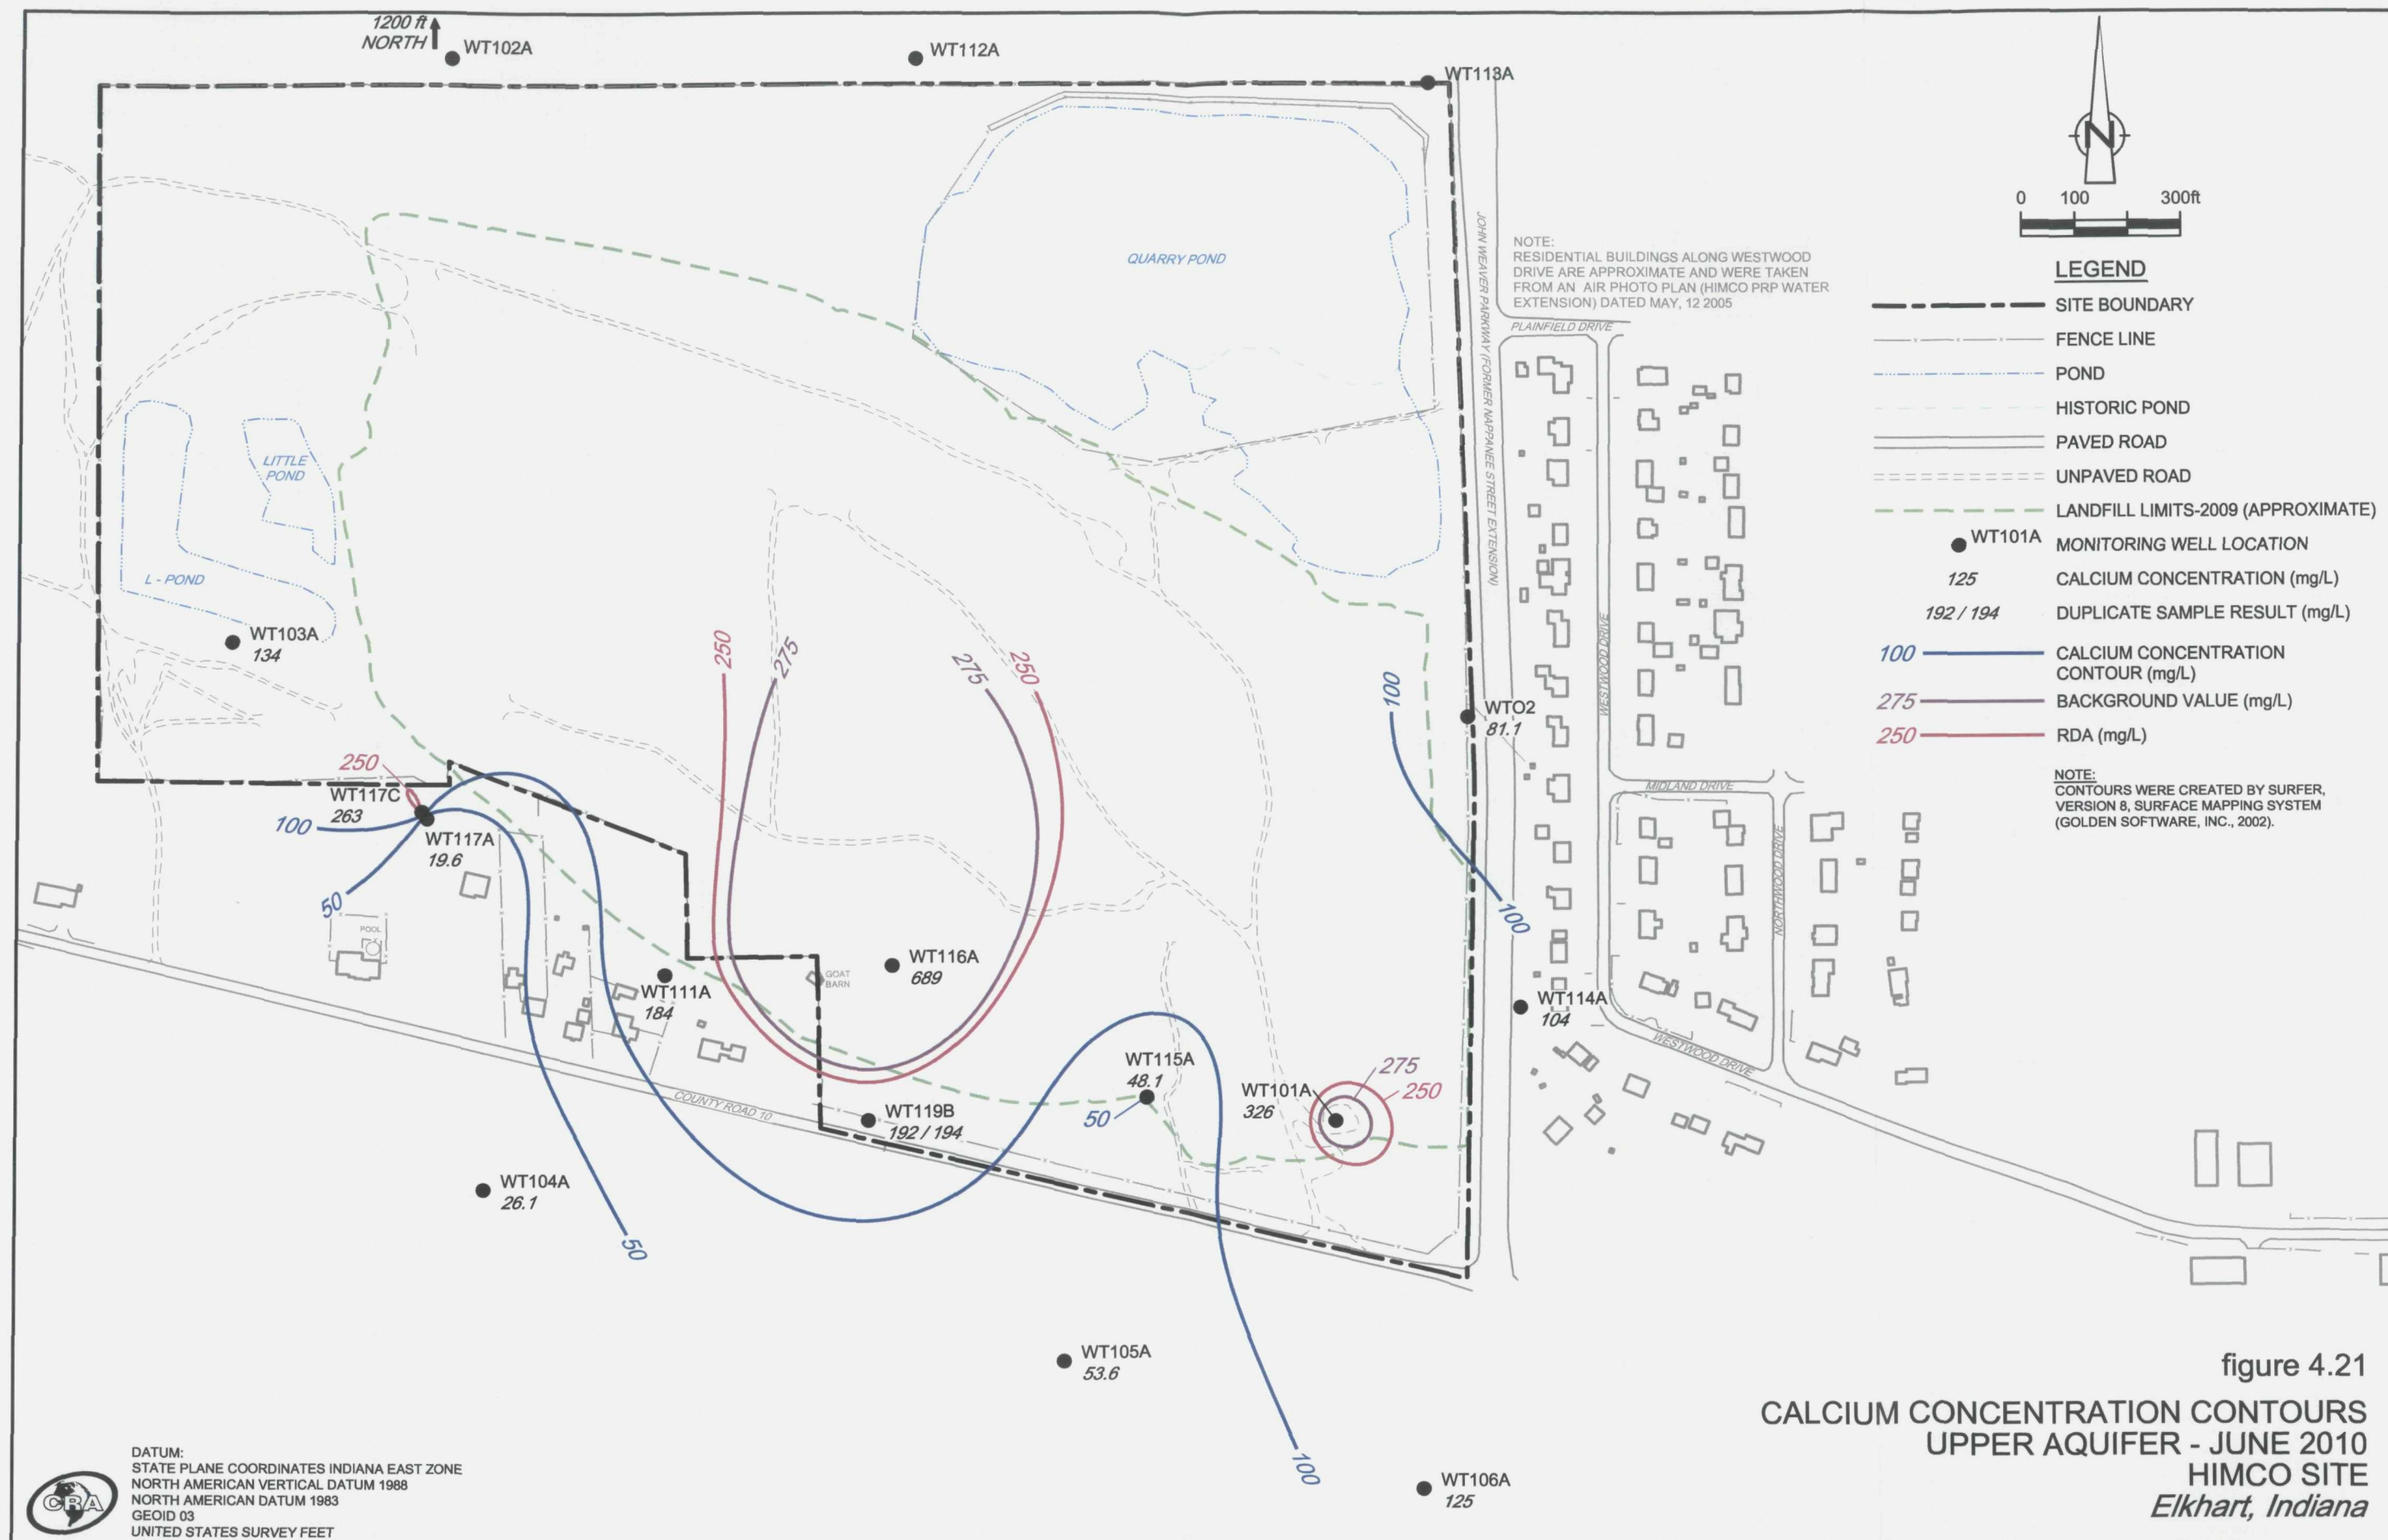 1200 ft
NORTH
WT102A
WT112A
WT113A
N
0 100 300ft
NOTE:
RESIDENTIAL BUILDINGS ALONG WESTWOOD
DRIVE ARE APPROXIMATE AND WERE TAKEN
FROM AN AIR PHOTO PLAN (HIMCO PRP WATER
EXTENSION) DATED MAY, 12 2005
QUARRY POND
JOHN WEAVER PARKWAY (FORMER NAPPANEE STREET EXTENSION)
PLAINFIELD DRIVE
LEGEND
SITE BOUNDARY
FENCE LINE
POND
HISTORIC POND
PAVED ROAD
UNPAVED ROAD
LANDFILL LIMITS-2009 (APPROXIMATE)
WT101A MONITORING WELL LOCATION
125 CALCIUM CONCENTRATION (mg/L)
192 / 194 DUPLICATE SAMPLE RESULT (mg/L)
100 CALCIUM CONCENTRATION
CONTOUR (mg/L)
275 BACKGROUND VALUE (mg/L)
250 RDA (mg/L)
NOTE:
CONTOURS WERE CREATED BY SURFER,
VERSION 8, SURFACE MAPPING SYSTEM
(GOLDEN SOFTWARE, INC., 2002).
LITTLE
POND
L - POND
WT103A
134
250
275
275
250
100
WTO2
81.1
WESTWOOD DRIVE
MIDLAND DRIVE
NORTHWOOD DRIVE
250
WT117C
263
100
WT117A
19.6
50
POOL
100
WT116A
689
GOAT
BARN
WT111A
184
WT114A
104
WESTWOOD DRIVE
WT115A
48.1
50
WT101A
326
275
250
COUNTY ROAD 10
WT119B
192 / 194
WT104A
26.1
50
WT105A
53.6
100
WT106A
125
figure 4.21
CALCIUM CONCENTRATION CONTOURS
UPPER AQUIFER - JUNE 2010
HIMCO SITE
Elkhart, Indiana
CRA
DATUM:
STATE PLANE COORDINATES INDIANA EAST ZONE
NORTH AMERICAN VERTICAL DATUM 1988
NORTH AMERICAN DATUM 1983
GEOID 03
UNITED STATES SURVEY FEET